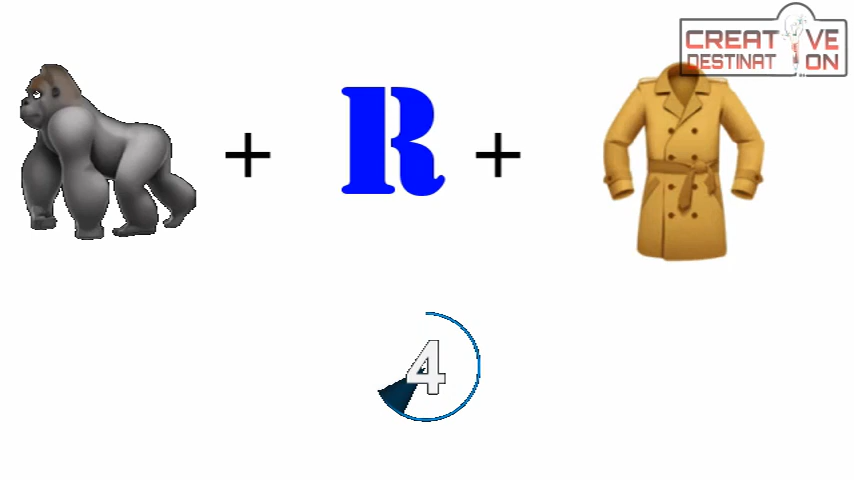 CREATIVE
DESTINATION
+ R +
4